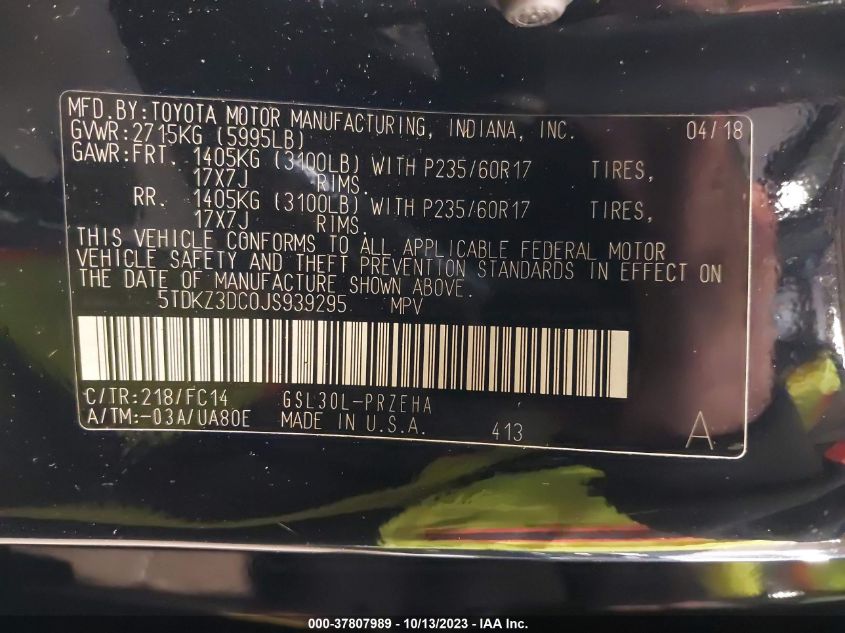 MFD.BY:TOYOTA MOTOR MANUFACTURING, INDIANA, INC. 04/18
GVWR:2715KG (5995LB)
GAWR:FRT. 1405KG (3100LB) WITH P235/60R17 TIRES,
17X7J RIMS.
RR. 1405KG (3100LB) WITH P235/60R17 TIRES,
17X7J RIMS.
THIS VEHICLE CONFORMS TO ALL APPLICABLE FEDERAL MOTOR
VEHICLE SAFETY AND THEFT PREVENTION STANDARDS IN EFFECT ON
THE DATE OF MANUFACTURE SHOWN ABOVE.
5TDKZ3DC0JS939295 MPV
C/TR:218/FC14 GSL30L-PRZEHA
A/TM:-03A/UA80E MADE IN U.S.A. 413 A
000-37807989 - 10/13/2023 - IAA Inc.